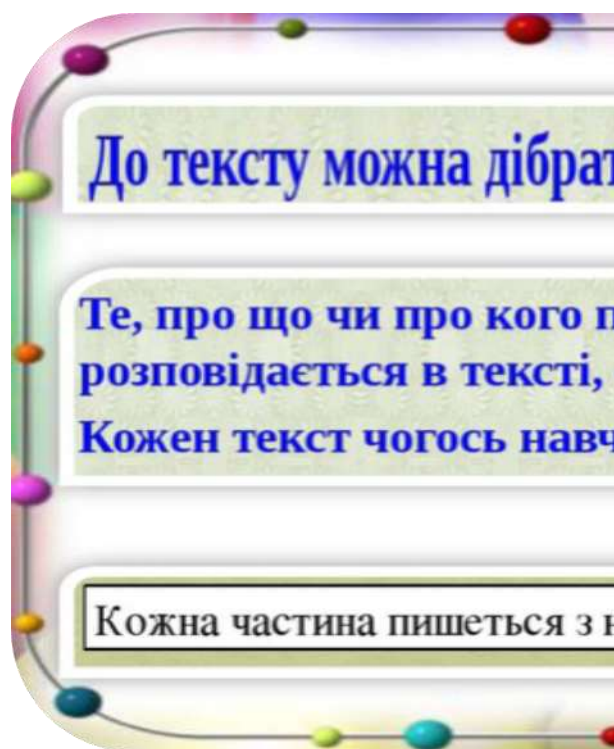 До тексту можна дібрат
Те, про що чи про кого п
розповідається в тексті,
Кожен текст чогось навч
Кожна частина пишеться з н